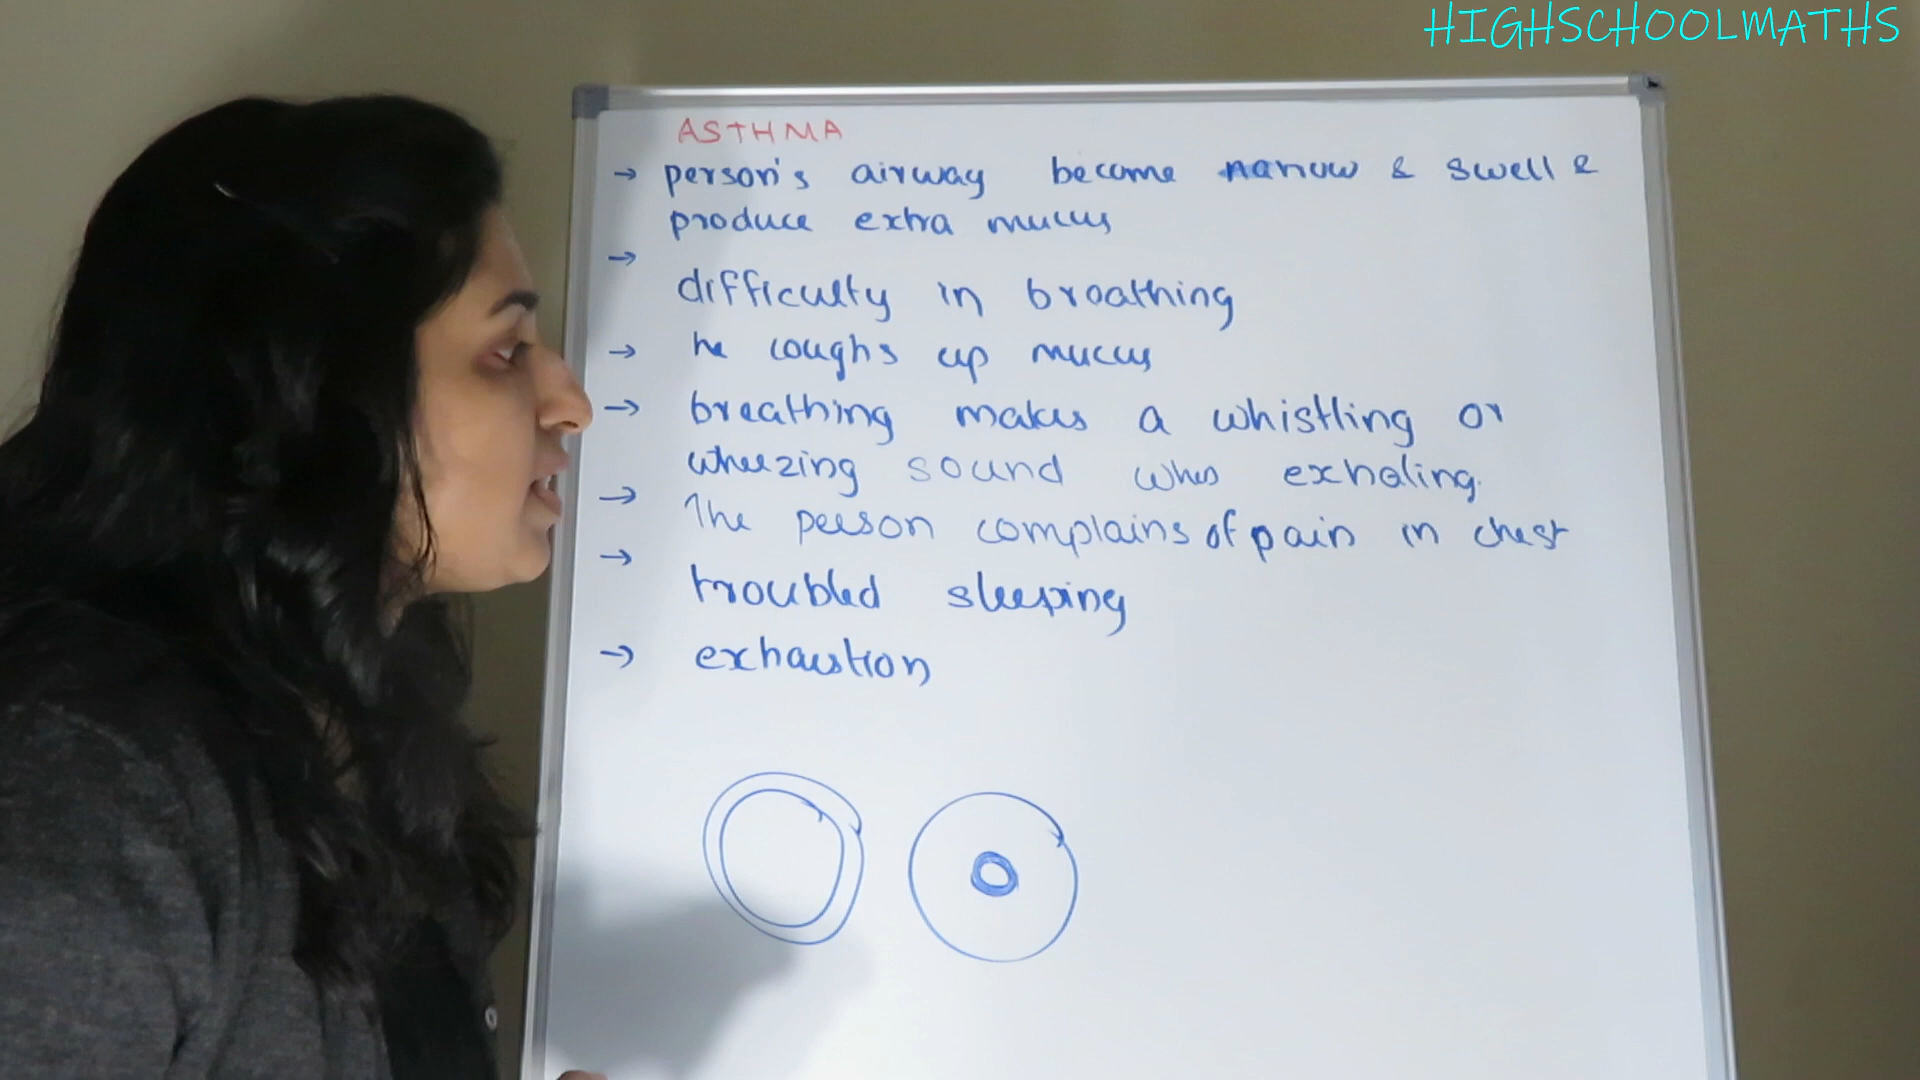 HIGHSCHOOLMATHS
ASTHMA
→ person's airway become narrow & swell &
produce extra mucus
→
difficulty in breathing
→ he coughs up mucus
→ breathing makes a whistling or
wheezing sound when exhaling.
→ The person complains of pain in chest
→
troubled sleeping
→ exhaustion